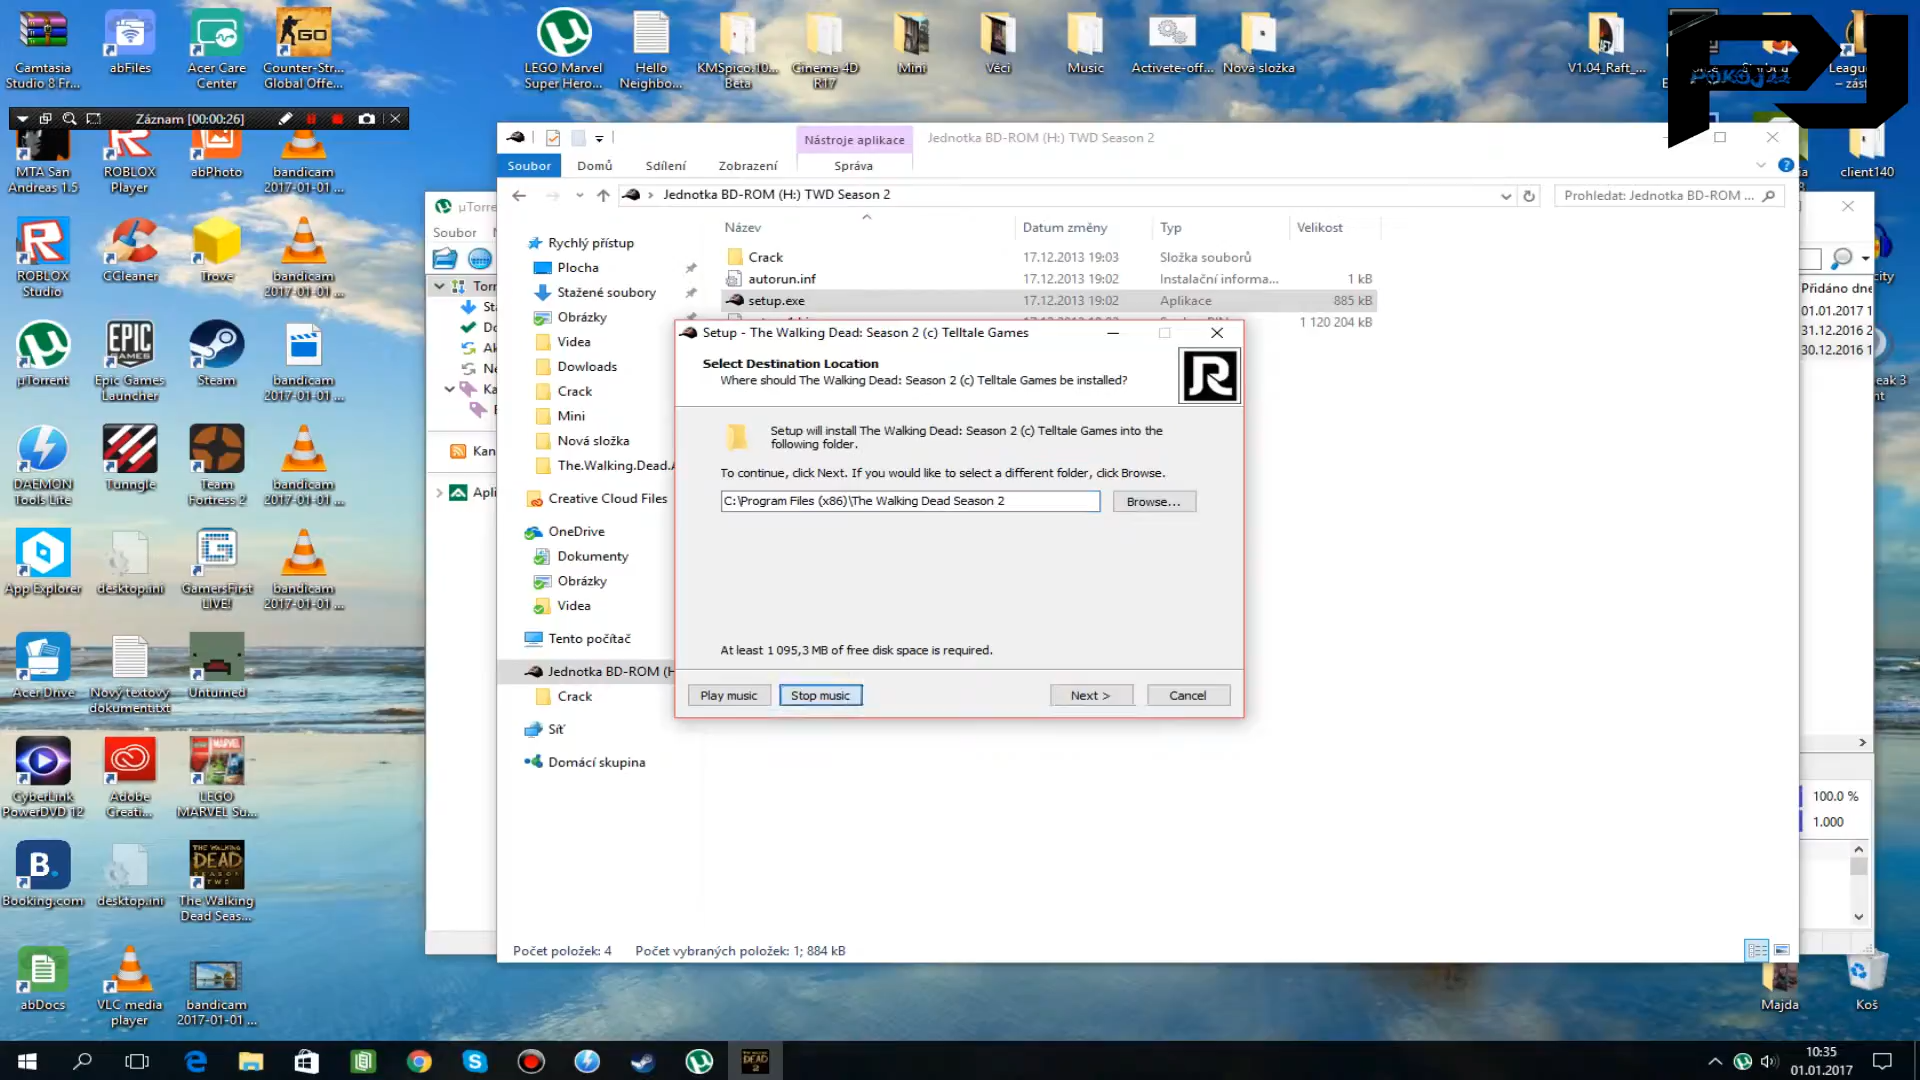 Camtasia
Studio 8 Fr...
abFiles
Acer Care
Center
Counter-Str...
Global Offe...
LEGO Marvel
Super Hero...
Hello
Neighbo...
KMSpico.10...
Beta
Cinema 4D
R17
Mini
Věci
Music
Activete-off...
Nová složka
V1.04_Raft_...
League
– zást
POKOJ
Záznam [00:00:26]
MTA San
Andreas 1.5
ROBLOX
Player
abPhoto
bandicam
2017-01-01 ...
client140
ROBLOX
Studio
CCleaner
Trove
bandicam
2017-01-01 ...
µTorrent
Epic Games
Launcher
Steam
bandicam
2017-01-01 ...
DAEMON
Tools Lite
Tunngle
Team
Fortress 2
bandicam
2017-01-01 ...
App Explorer
desktop.ini
GamersFirst
LIVE!
bandicam
2017-01-01 ...
Acer Drive
Nový textový
dokument.txt
Unturned
CyberLink
PowerDVD 12
Adobe
Creati...
LEGO
MARVEL Su...
Booking.com
desktop.ini
The Walking
Dead Seas...
abDocs
VLC media
player
bandicam
2017-01-01 ...
Majda
Koš
Nástroje aplikace
Jednotka BD-ROM (H:) TWD Season 2
Soubor
Domů
Sdílení
Zobrazení
Správa
Jednotka BD-ROM (H:) TWD Season 2
Prohledat: Jednotka BD-ROM ...
µTorre
Soubor
Torr
Kan
Apli
Název
Datum změny
Typ
Velikost
Crack
17.12.2013 19:03
Složka souborů
autorun.inf
17.12.2013 19:02
Instalační informa...
1 kB
setup.exe
17.12.2013 19:02
Aplikace
885 kB
1 120 204 kB
Rychlý přístup
Plocha
Stažené soubory
Obrázky
Videa
Dowloads
Crack
Mini
Nová složka
The.Walking.Dead.
Creative Cloud Files
OneDrive
Dokumenty
Obrázky
Videa
Tento počítač
Jednotka BD-ROM (H
Crack
Síť
Domácí skupina
Setup - The Walking Dead: Season 2 (c) Telltale Games
Select Destination Location
Where should The Walking Dead: Season 2 (c) Telltale Games be installed?
Setup will install The Walking Dead: Season 2 (c) Telltale Games into the
following folder.
To continue, click Next. If you would like to select a different folder, click Browse.
C:\Program Files (x86)\The Walking Dead Season 2
Browse...
At least 1 095,3 MB of free disk space is required.
Play music
Stop music
Next >
Cancel
Přidáno dne
01.01.2017 1
31.12.2016 2
30.12.2016 1
100.0 %
1.000
Počet položek: 4
Počet vybraných položek: 1; 884 kB
10:35
01.01.2017